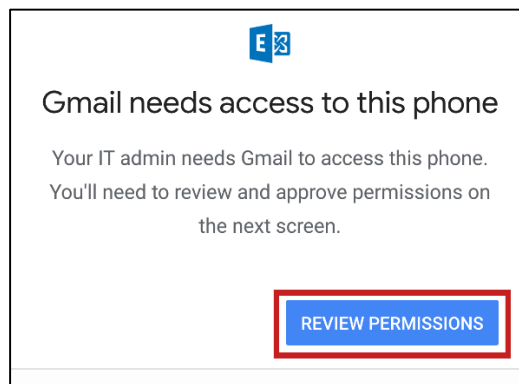 E
Gmail needs access to this phone
Your IT admin needs Gmail to access this phone.
You'll need to review and approve permissions on
the next screen.
REVIEW PERMISSIONS